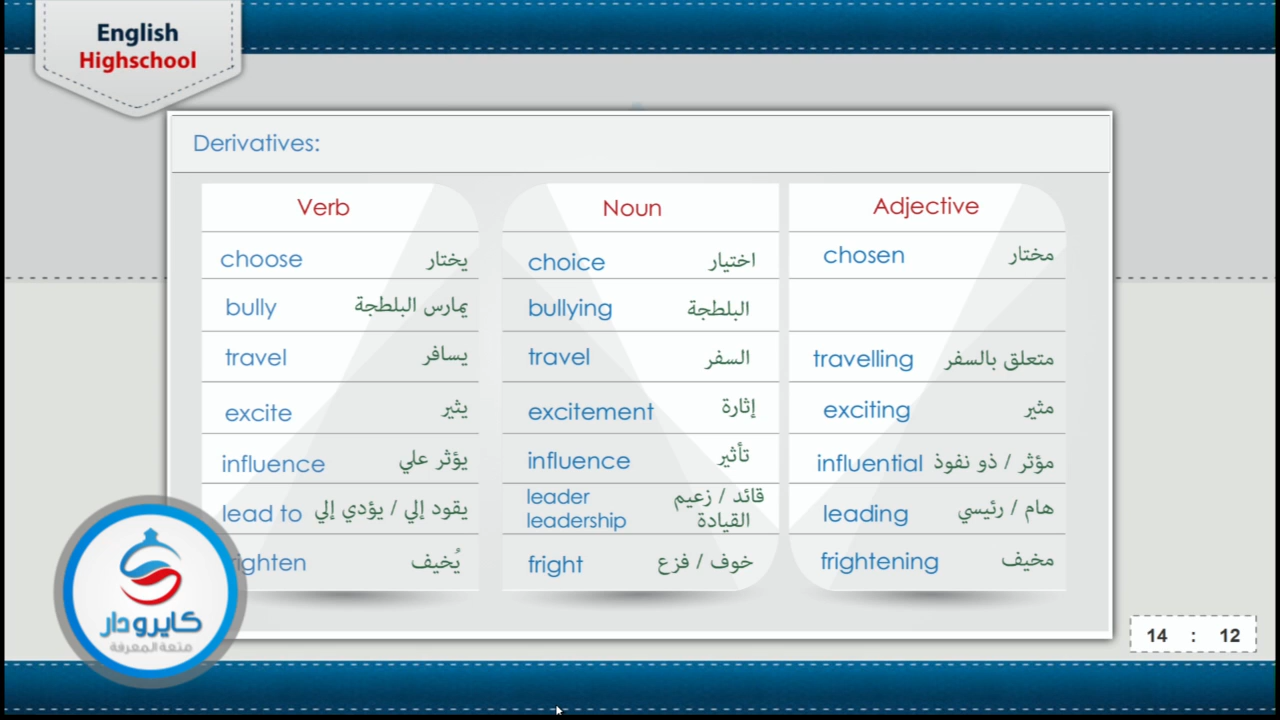 English
Highschool
Derivatives:
Verb Noun Adjective
choose يختار choice اختيار chosen مختار
bully يمارس البلطجة bullying البلطجة
travel يسافر travel السفر travelling متعلق بالسفر
excite يثير excitement إثارة exciting مثير
influence يؤثر علي influence تأثير influential مؤثر / ذو نفوذ
lead to يقود إلي / يؤدي إلي leader قائد / زعيم leading هام / رئيسي
leadership القيادة
righten يُخيف fright خوف / فزع frightening مخيف
كايرودار
متعة المعرفة
14 : 12